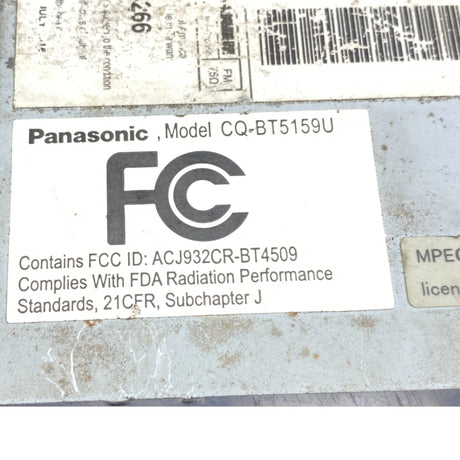 266
FM
75Ω
Panasonic , Model CQ-BT5159U
FC
Contains FCC ID: ACJ932CR-BT4509
Complies With FDA Radiation Performance
Standards, 21CFR, Subchapter J
MPEG
licen